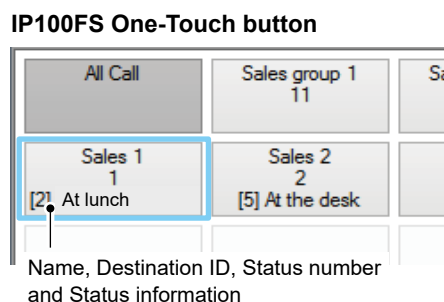 IP100FS One-Touch button
All Call
Sales group 1
11
Sa
Sales 1
1
[2] At lunch
Sales 2
2
[5] At the desk
Name, Destination ID, Status number
and Status information